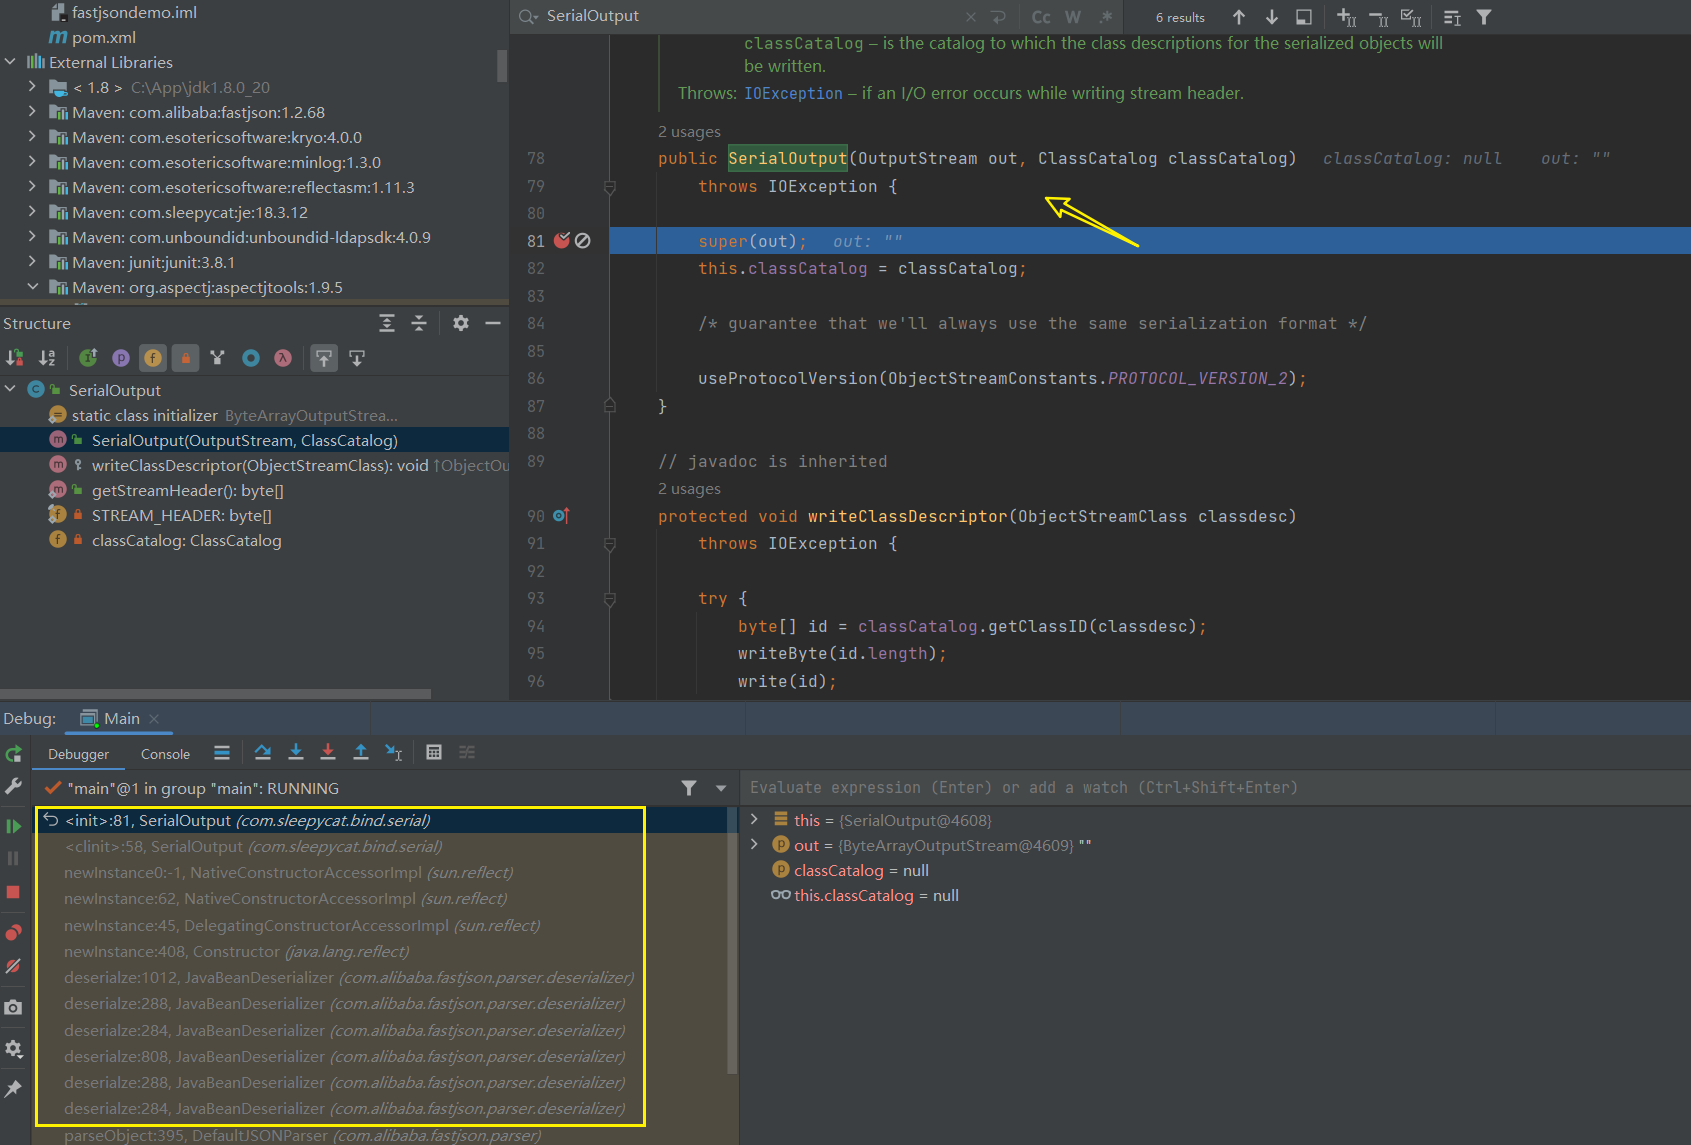 fastjsondemo.iml
pom.xml
External Libraries
< 1.8 > C:\App\jdk1.8.0_20
Maven: com.alibaba:fastjson:1.2.68
Maven: com.esotericsoftware:kryo:4.0.0
Maven: com.esotericsoftware:minlog:1.3.0
Maven: com.esotericsoftware:reflectasm:1.11.3
Maven: com.sleepycat:je:18.3.12
Maven: com.unboundid:unboundid-ldapsdk:4.0.9
Maven: junit:junit:3.8.1
Maven: org.aspectj:aspectjtools:1.9.5
Structure
SerialOutput
static class initializer ByteArrayOutputStrea...
SerialOutput(OutputStream, ClassCatalog)
writeClassDescriptor(ObjectStreamClass): void ↑ObjectOu
getStreamHeader(): byte[]
STREAM_HEADER: byte[]
classCatalog: ClassCatalog
SerialOutput
Cc W .*
6 results
classCatalog – is the catalog to which the class descriptions for the serialized objects will
be written.
Throws: IOException – if an I/O error occurs while writing stream header.
2 usages
78 public SerialOutput(OutputStream out, ClassCatalog classCatalog) classCatalog: null out: ""
79 throws IOException {
80
81 super(out); out: ""
82 this.classCatalog = classCatalog;
83
84 /* guarantee that we'll always use the same serialization format */
85
86 useProtocolVersion(ObjectStreamConstants.PROTOCOL_VERSION_2);
87 }
88
89 // javadoc is inherited
2 usages
90 protected void writeClassDescriptor(ObjectStreamClass classdesc)
91 throws IOException {
92
93 try {
94 byte[] id = classCatalog.getClassID(classdesc);
95 writeByte(id.length);
96 write(id);
Debug: Main
Debugger Console
"main"@1 in group "main": RUNNING
<init>:81, SerialOutput (com.sleepycat.bind.serial)
<clinit>:58, SerialOutput (com.sleepycat.bind.serial)
newInstance0:-1, NativeConstructorAccessorImpl (sun.reflect)
newInstance:62, NativeConstructorAccessorImpl (sun.reflect)
newInstance:45, DelegatingConstructorAccessorImpl (sun.reflect)
newInstance:408, Constructor (java.lang.reflect)
deserialze:1012, JavaBeanDeserializer (com.alibaba.fastjson.parser.deserializer)
deserialze:288, JavaBeanDeserializer (com.alibaba.fastjson.parser.deserializer)
deserialze:284, JavaBeanDeserializer (com.alibaba.fastjson.parser.deserializer)
deserialze:808, JavaBeanDeserializer (com.alibaba.fastjson.parser.deserializer)
deserialze:288, JavaBeanDeserializer (com.alibaba.fastjson.parser.deserializer)
deserialze:284, JavaBeanDeserializer (com.alibaba.fastjson.parser.deserializer)
parseObject:395, DefaultJSONParser (com.alibaba.fastjson.parser)
Evaluate expression (Enter) or add a watch (Ctrl+Shift+Enter)
this = {SerialOutput@4608}
out = {ByteArrayOutputStream@4609} ""
classCatalog = null
this.classCatalog = null